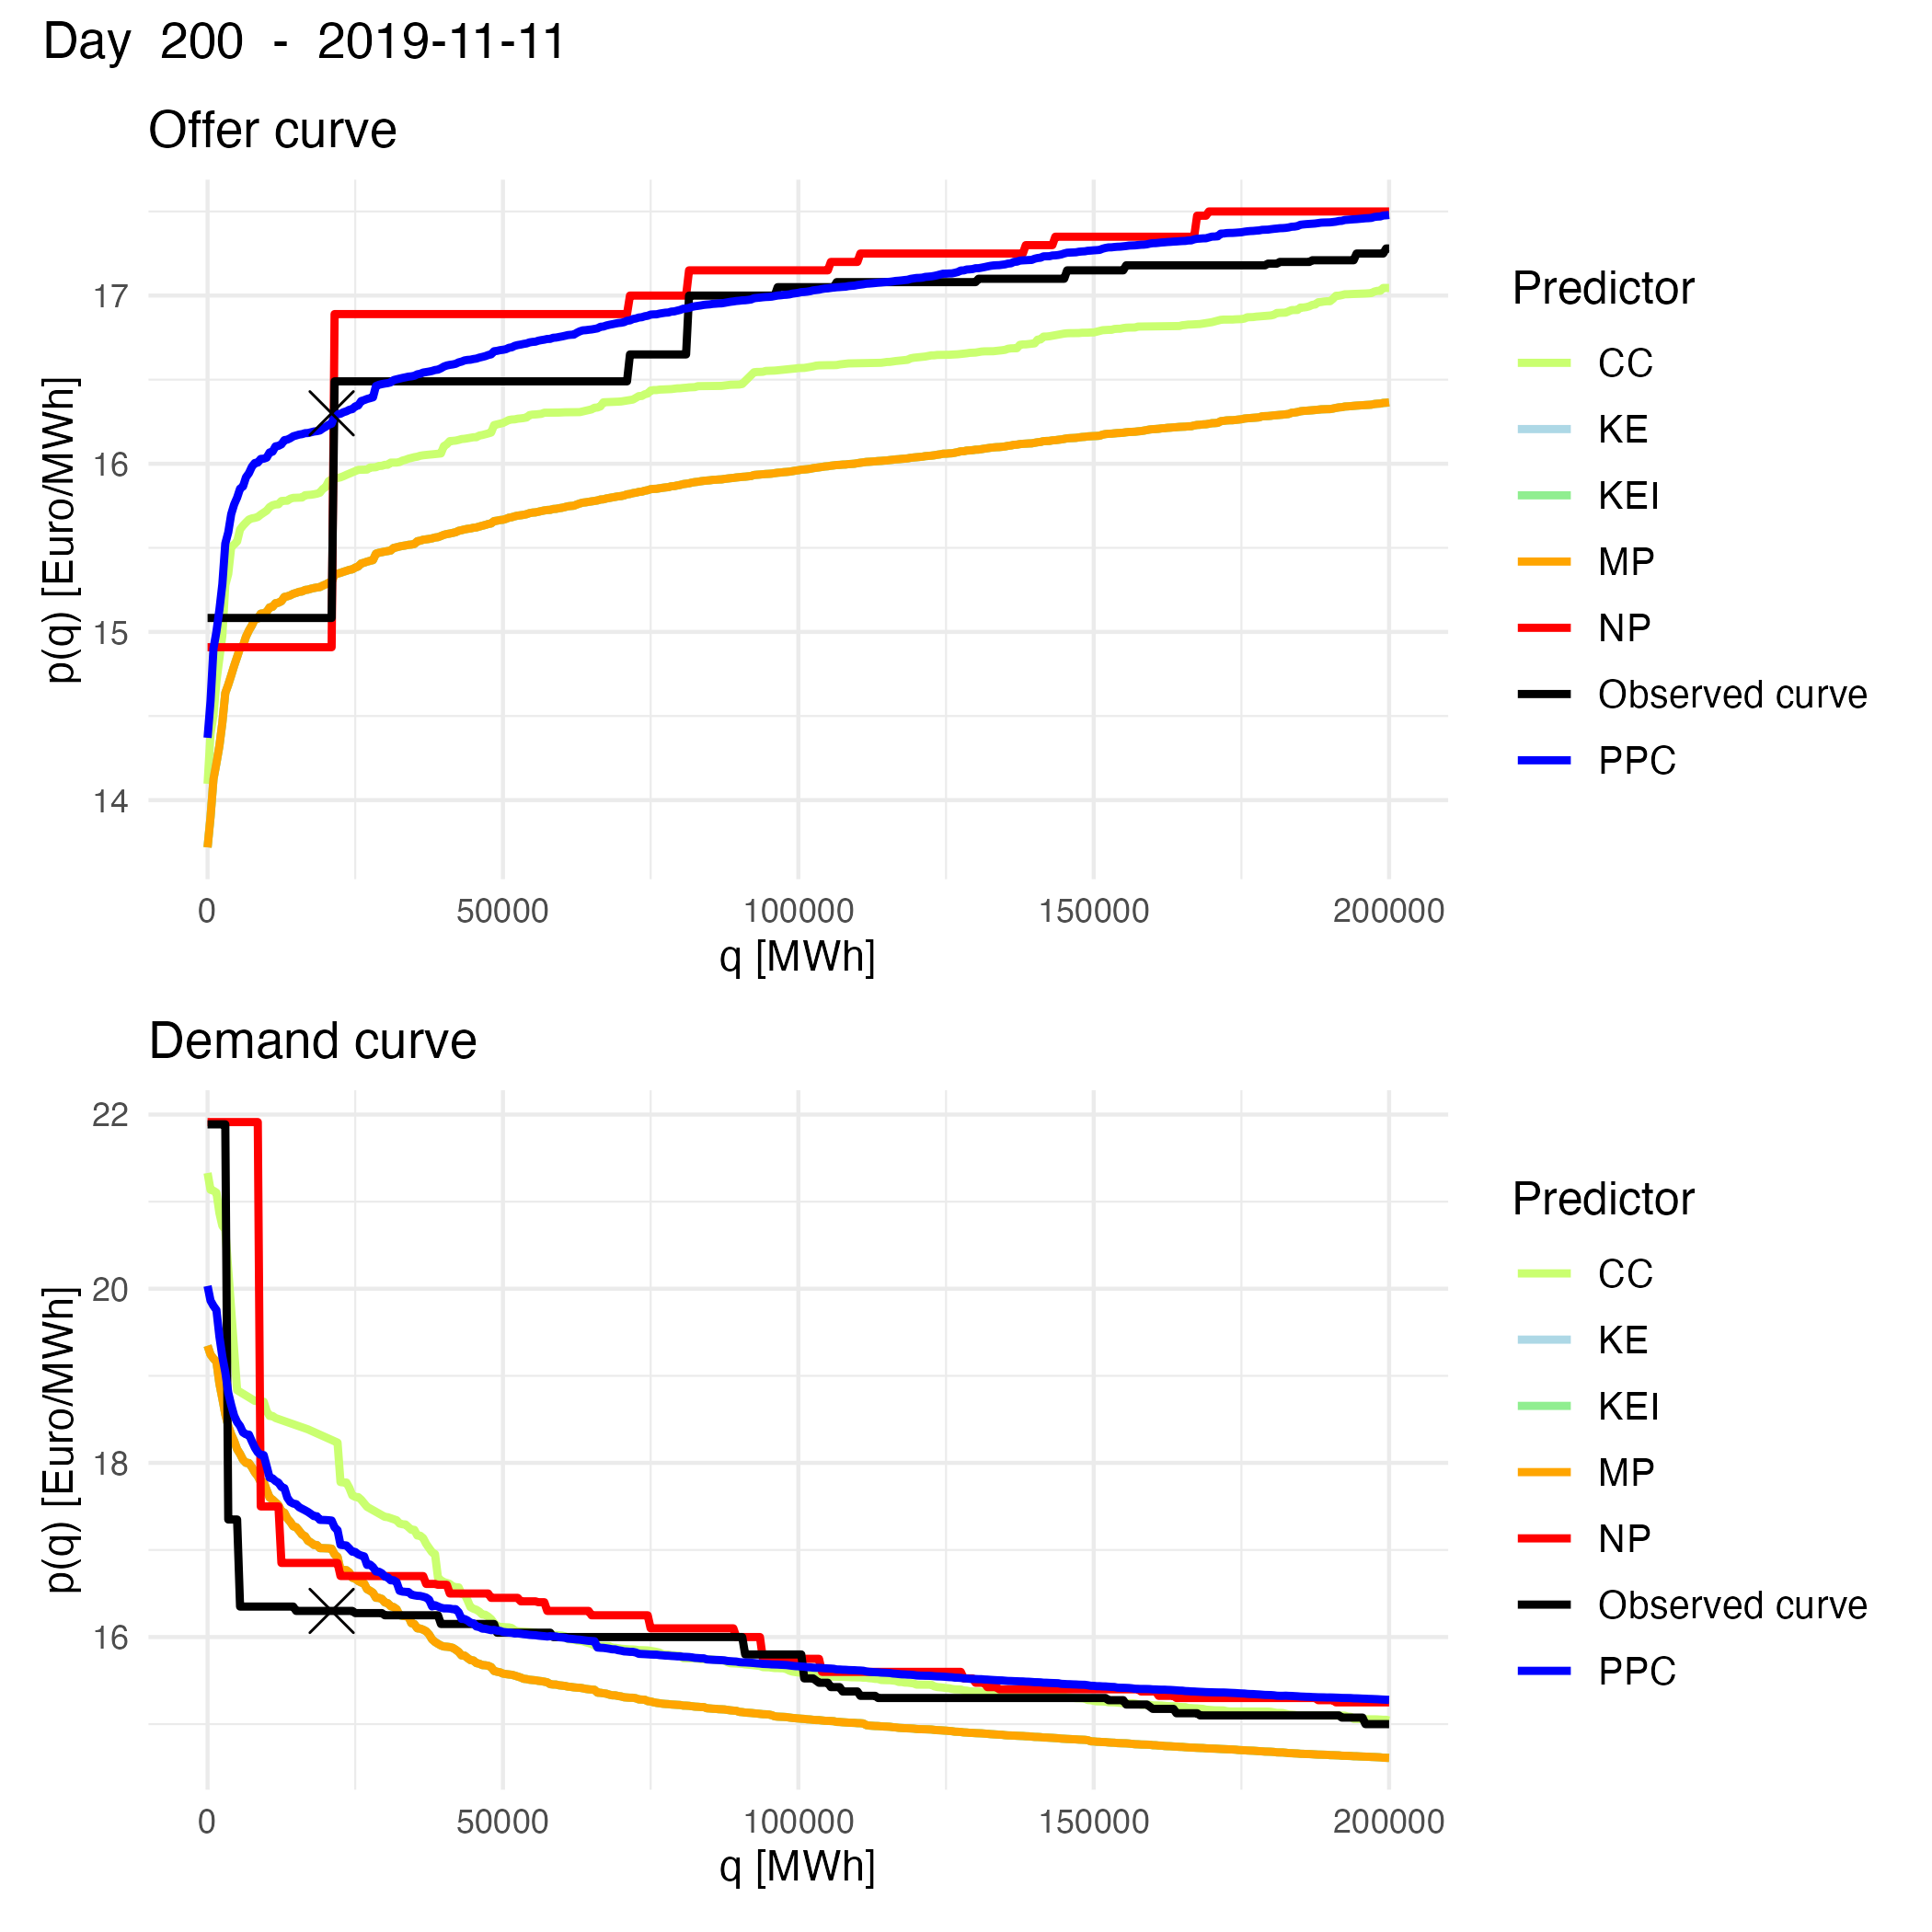 Day 200 - 2019-11-11
Offer curve
p(q) [Euro/MWh]
17
16
15
14
0 50000 100000 150000 200000
q [MWh]
Predictor
CC
KE
KEI
MP
NP
Observed curve
PPC
Demand curve
p(q) [Euro/MWh]
22
20
18
16
0 50000 100000 150000 200000
q [MWh]
Predictor
CC
KE
KEI
MP
NP
Observed curve
PPC